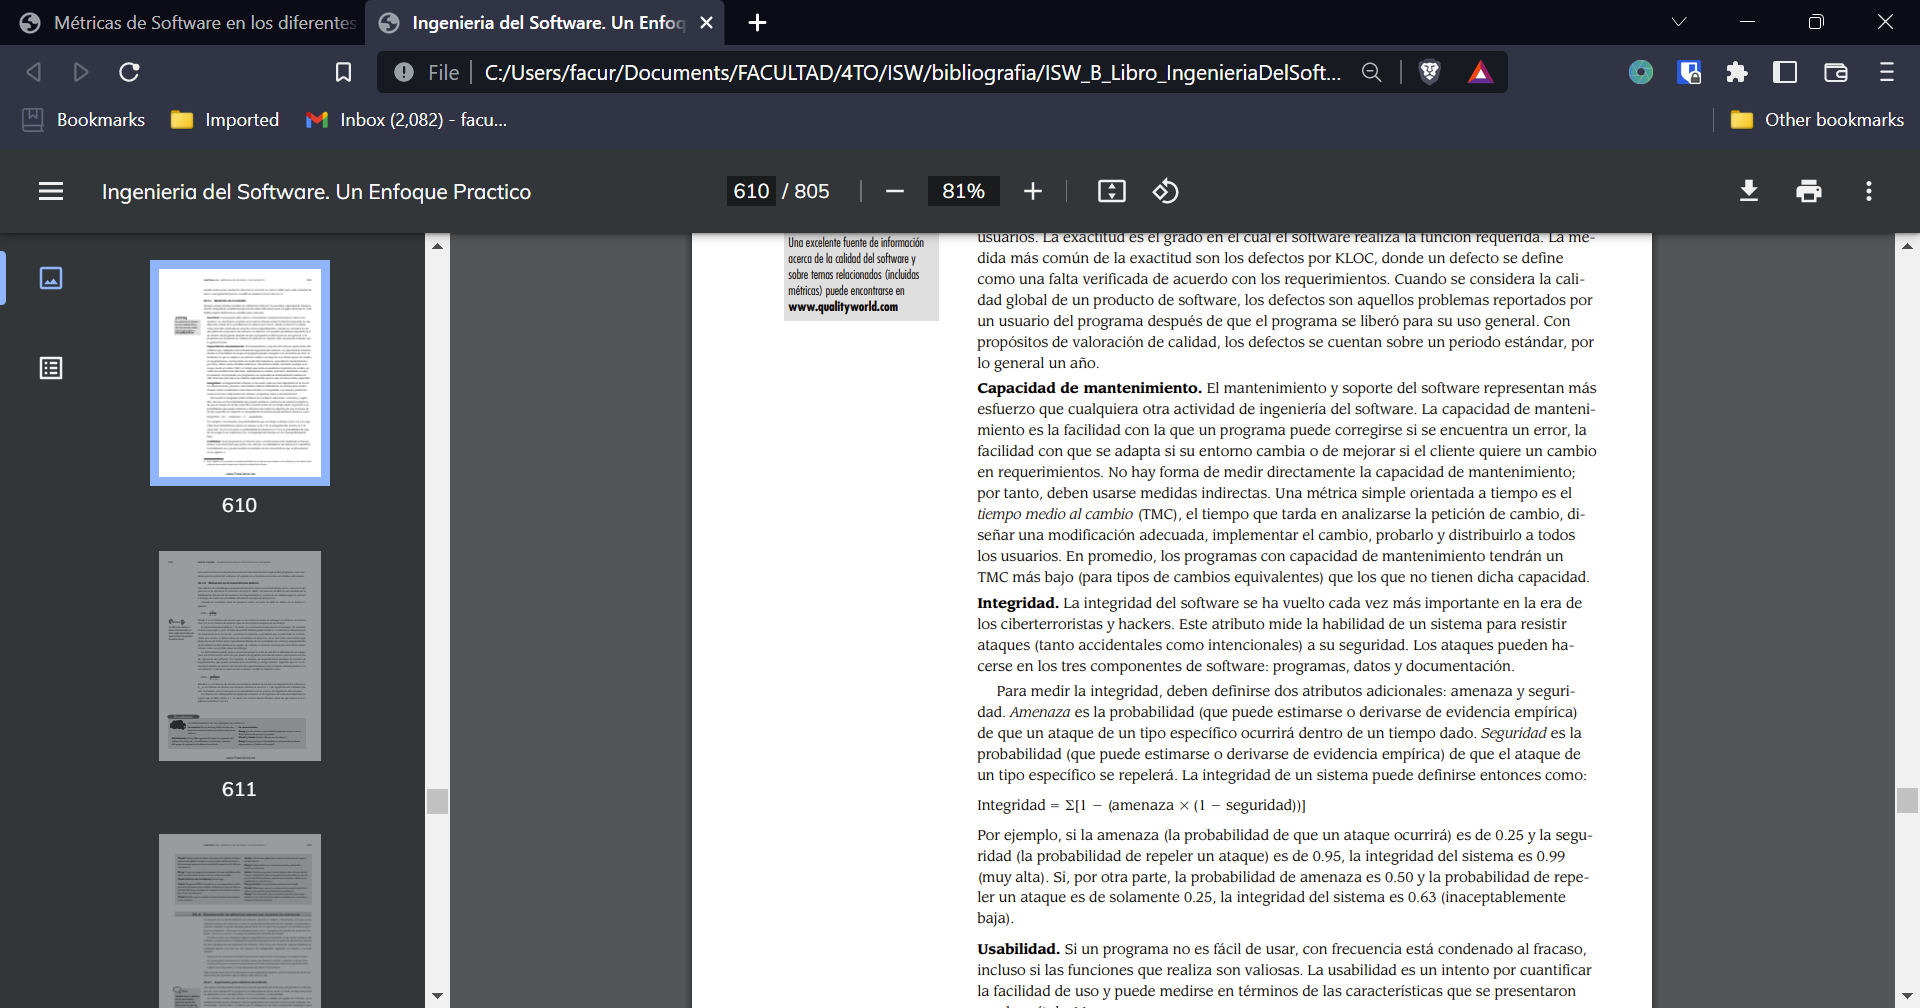 Métricas de Software en los diferentes
Ingenieria del Software. Un Enfoq
File
C:/Users/facur/Documents/FACULTAD/4TO/ISW/bibliografia/ISW_B_Libro_IngenieriaDelSoft...
Bookmarks
Imported
Inbox (2,082) - facu...
Other bookmarks
Ingenieria del Software. Un Enfoque Practico
610 / 805
81%
610
611
Una excelente fuente de información
acerca de la calidad del software y
sobre temas relacionados (incluidas
métricas) puede encontrarse en
www.qualityworld.com
usuarios. La exactitud es el grado en el cual el software realiza la función requerida. La me-
dida más común de la exactitud son los defectos por KLOC, donde un defecto se define
como una falta verificada de acuerdo con los requerimientos. Cuando se considera la cali-
dad global de un producto de software, los defectos son aquellos problemas reportados por
un usuario del programa después de que el programa se liberó para su uso general. Con
propósitos de valoración de calidad, los defectos se cuentan sobre un periodo estándar, por
lo general un año.
Capacidad de mantenimiento. El mantenimiento y soporte del software representan más
esfuerzo que cualquiera otra actividad de ingeniería del software. La capacidad de manteni-
miento es la facilidad con la que un programa puede corregirse si se encuentra un error, la
facilidad con que se adapta si su entorno cambia o de mejorar si el cliente quiere un cambio
en requerimientos. No hay forma de medir directamente la capacidad de mantenimiento;
por tanto, deben usarse medidas indirectas. Una métrica simple orientada a tiempo es el
tiempo medio al cambio (TMC), el tiempo que tarda en analizarse la petición de cambio, di-
señar una modificación adecuada, implementar el cambio, probarlo y distribuirlo a todos
los usuarios. En promedio, los programas con capacidad de mantenimiento tendrán un
TMC más bajo (para tipos de cambios equivalentes) que los que no tienen dicha capacidad.
Integridad. La integridad del software se ha vuelto cada vez más importante en la era de
los ciberterroristas y hackers. Este atributo mide la habilidad de un sistema para resistir
ataques (tanto accidentales como intencionales) a su seguridad. Los ataques pueden ha-
cerse en los tres componentes de software: programas, datos y documentación.
Para medir la integridad, deben definirse dos atributos adicionales: amenaza y seguri-
dad. Amenaza es la probabilidad (que puede estimarse o derivarse de evidencia empírica)
de que un ataque de un tipo específico ocurrirá dentro de un tiempo dado. Seguridad es la
probabilidad (que puede estimarse o derivarse de evidencia empírica) de que el ataque de
un tipo específico se repelerá. La integridad de un sistema puede definirse entonces como:
Integridad = Σ[1 − (amenaza × (1 − seguridad))]
Por ejemplo, si la amenaza (la probabilidad de que un ataque ocurrirá) es de 0.25 y la segu-
ridad (la probabilidad de repeler un ataque) es de 0.95, la integridad del sistema es 0.99
(muy alta). Si, por otra parte, la probabilidad de amenaza es 0.50 y la probabilidad de repe-
ler un ataque es de solamente 0.25, la integridad del sistema es 0.63 (inaceptablemente
baja).
Usabilidad. Si un programa no es fácil de usar, con frecuencia está condenado al fracaso,
incluso si las funciones que realiza son valiosas. La usabilidad es un intento por cuantificar
la facilidad de uso y puede medirse en términos de las características que se presentaron